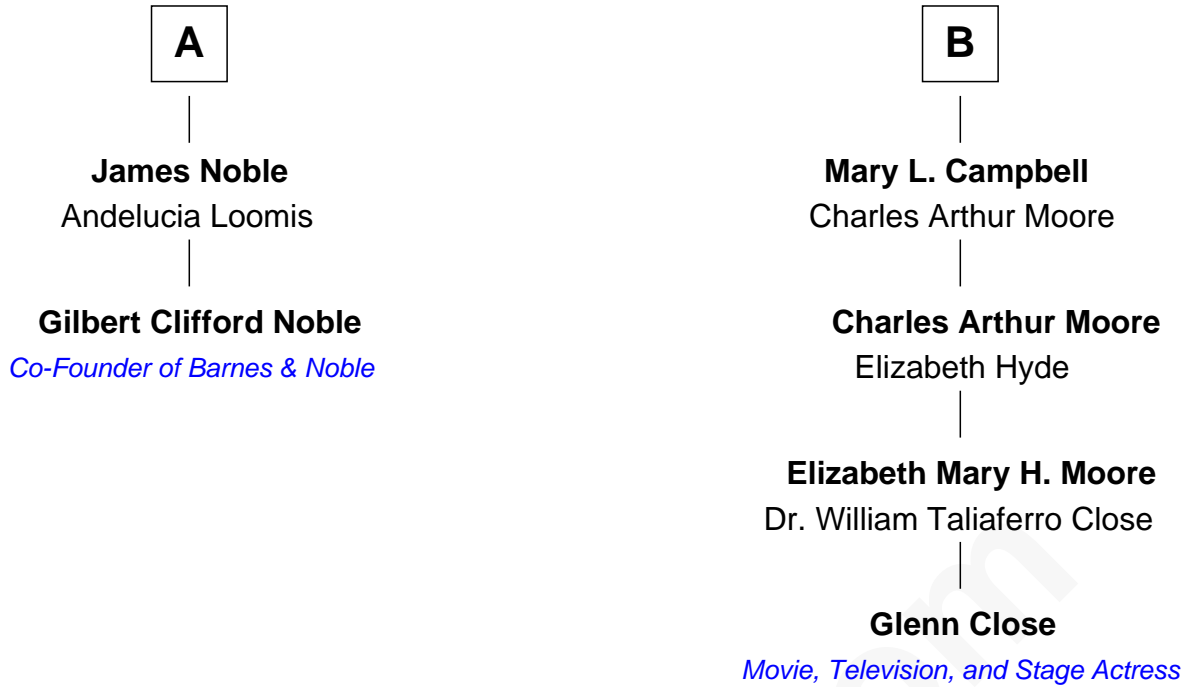 A
James Noble
Andelucia Loomis
Gilbert Clifford Noble
Co-Founder of Barnes & Noble
B
Mary L. Campbell
Charles Arthur Moore
Charles Arthur Moore
Elizabeth Hyde
Elizabeth Mary H. Moore
Dr. William Taliaferro Close
Glenn Close
Movie, Television, and Stage Actress